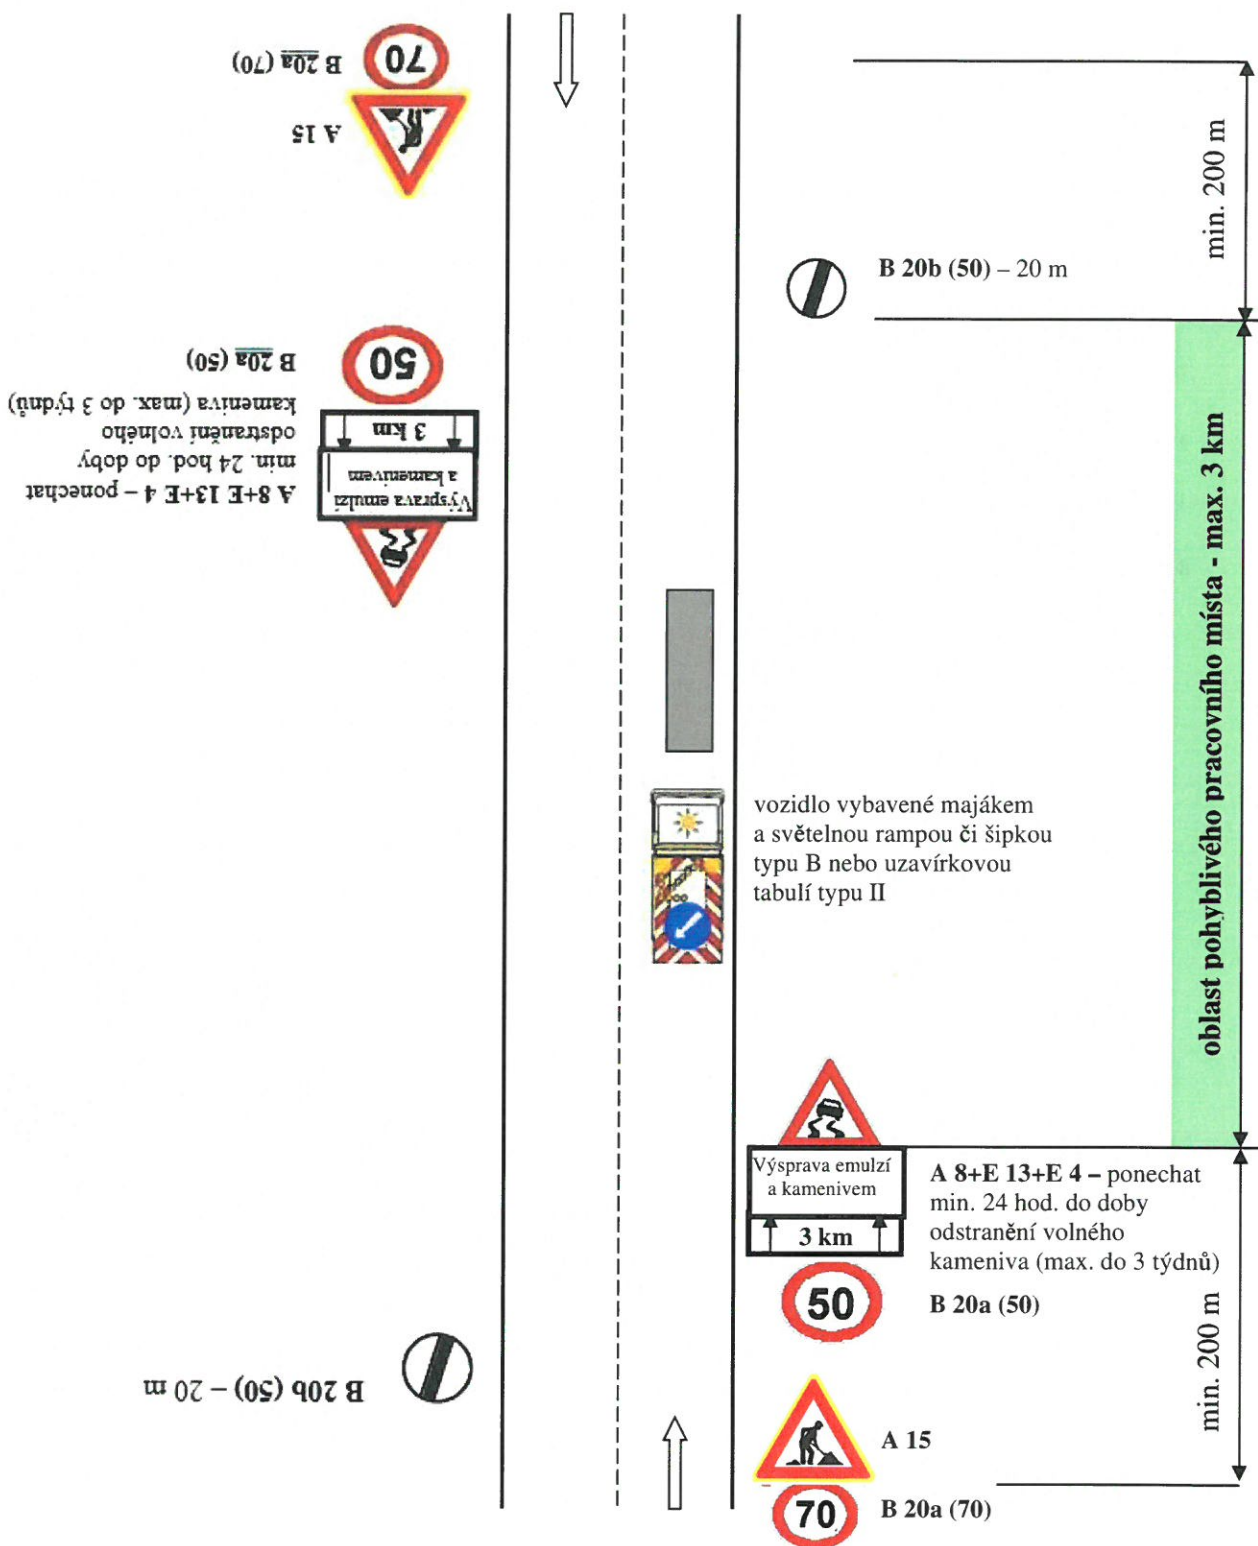 B 20a (70)
70
A 15
B 20b (50) – 20 m
min. 200 m
B 20a (50)
50
A 8+E 13+E 4 – ponechat
min. 24 hod. do doby
odstranění volného
kameniva (max. do 3 týdnů)
Výsprava emulzí
a kamenivem
3 km
oblast pohyblivého pracovního místa - max. 3 km
vozidlo vybavené majákem
a světelnou rampou či šipkou
typu B nebo uzavírkovou
tabulí typu II
Výsprava emulzí
a kamenivem
3 km
A 8+E 13+E 4 – ponechat
min. 24 hod. do doby
odstranění volného
kameniva (max. do 3 týdnů)
50
B 20a (50)
min. 200 m
B 20b (50) – 20 m
A 15
70
B 20a (70)